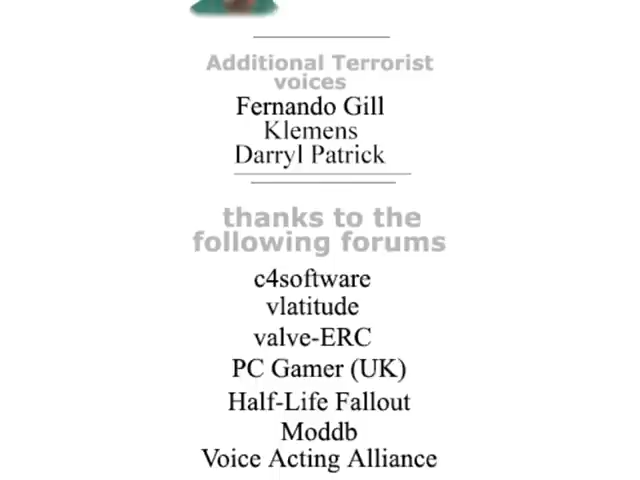 Additional Terrorist
voices
Fernando Gill
Klemens
Darryl Patrick
thanks to the
following forums
c4software
vlatitude
valve-ERC
PC Gamer (UK)
Half-Life Fallout
Moddb
Voice Acting Alliance